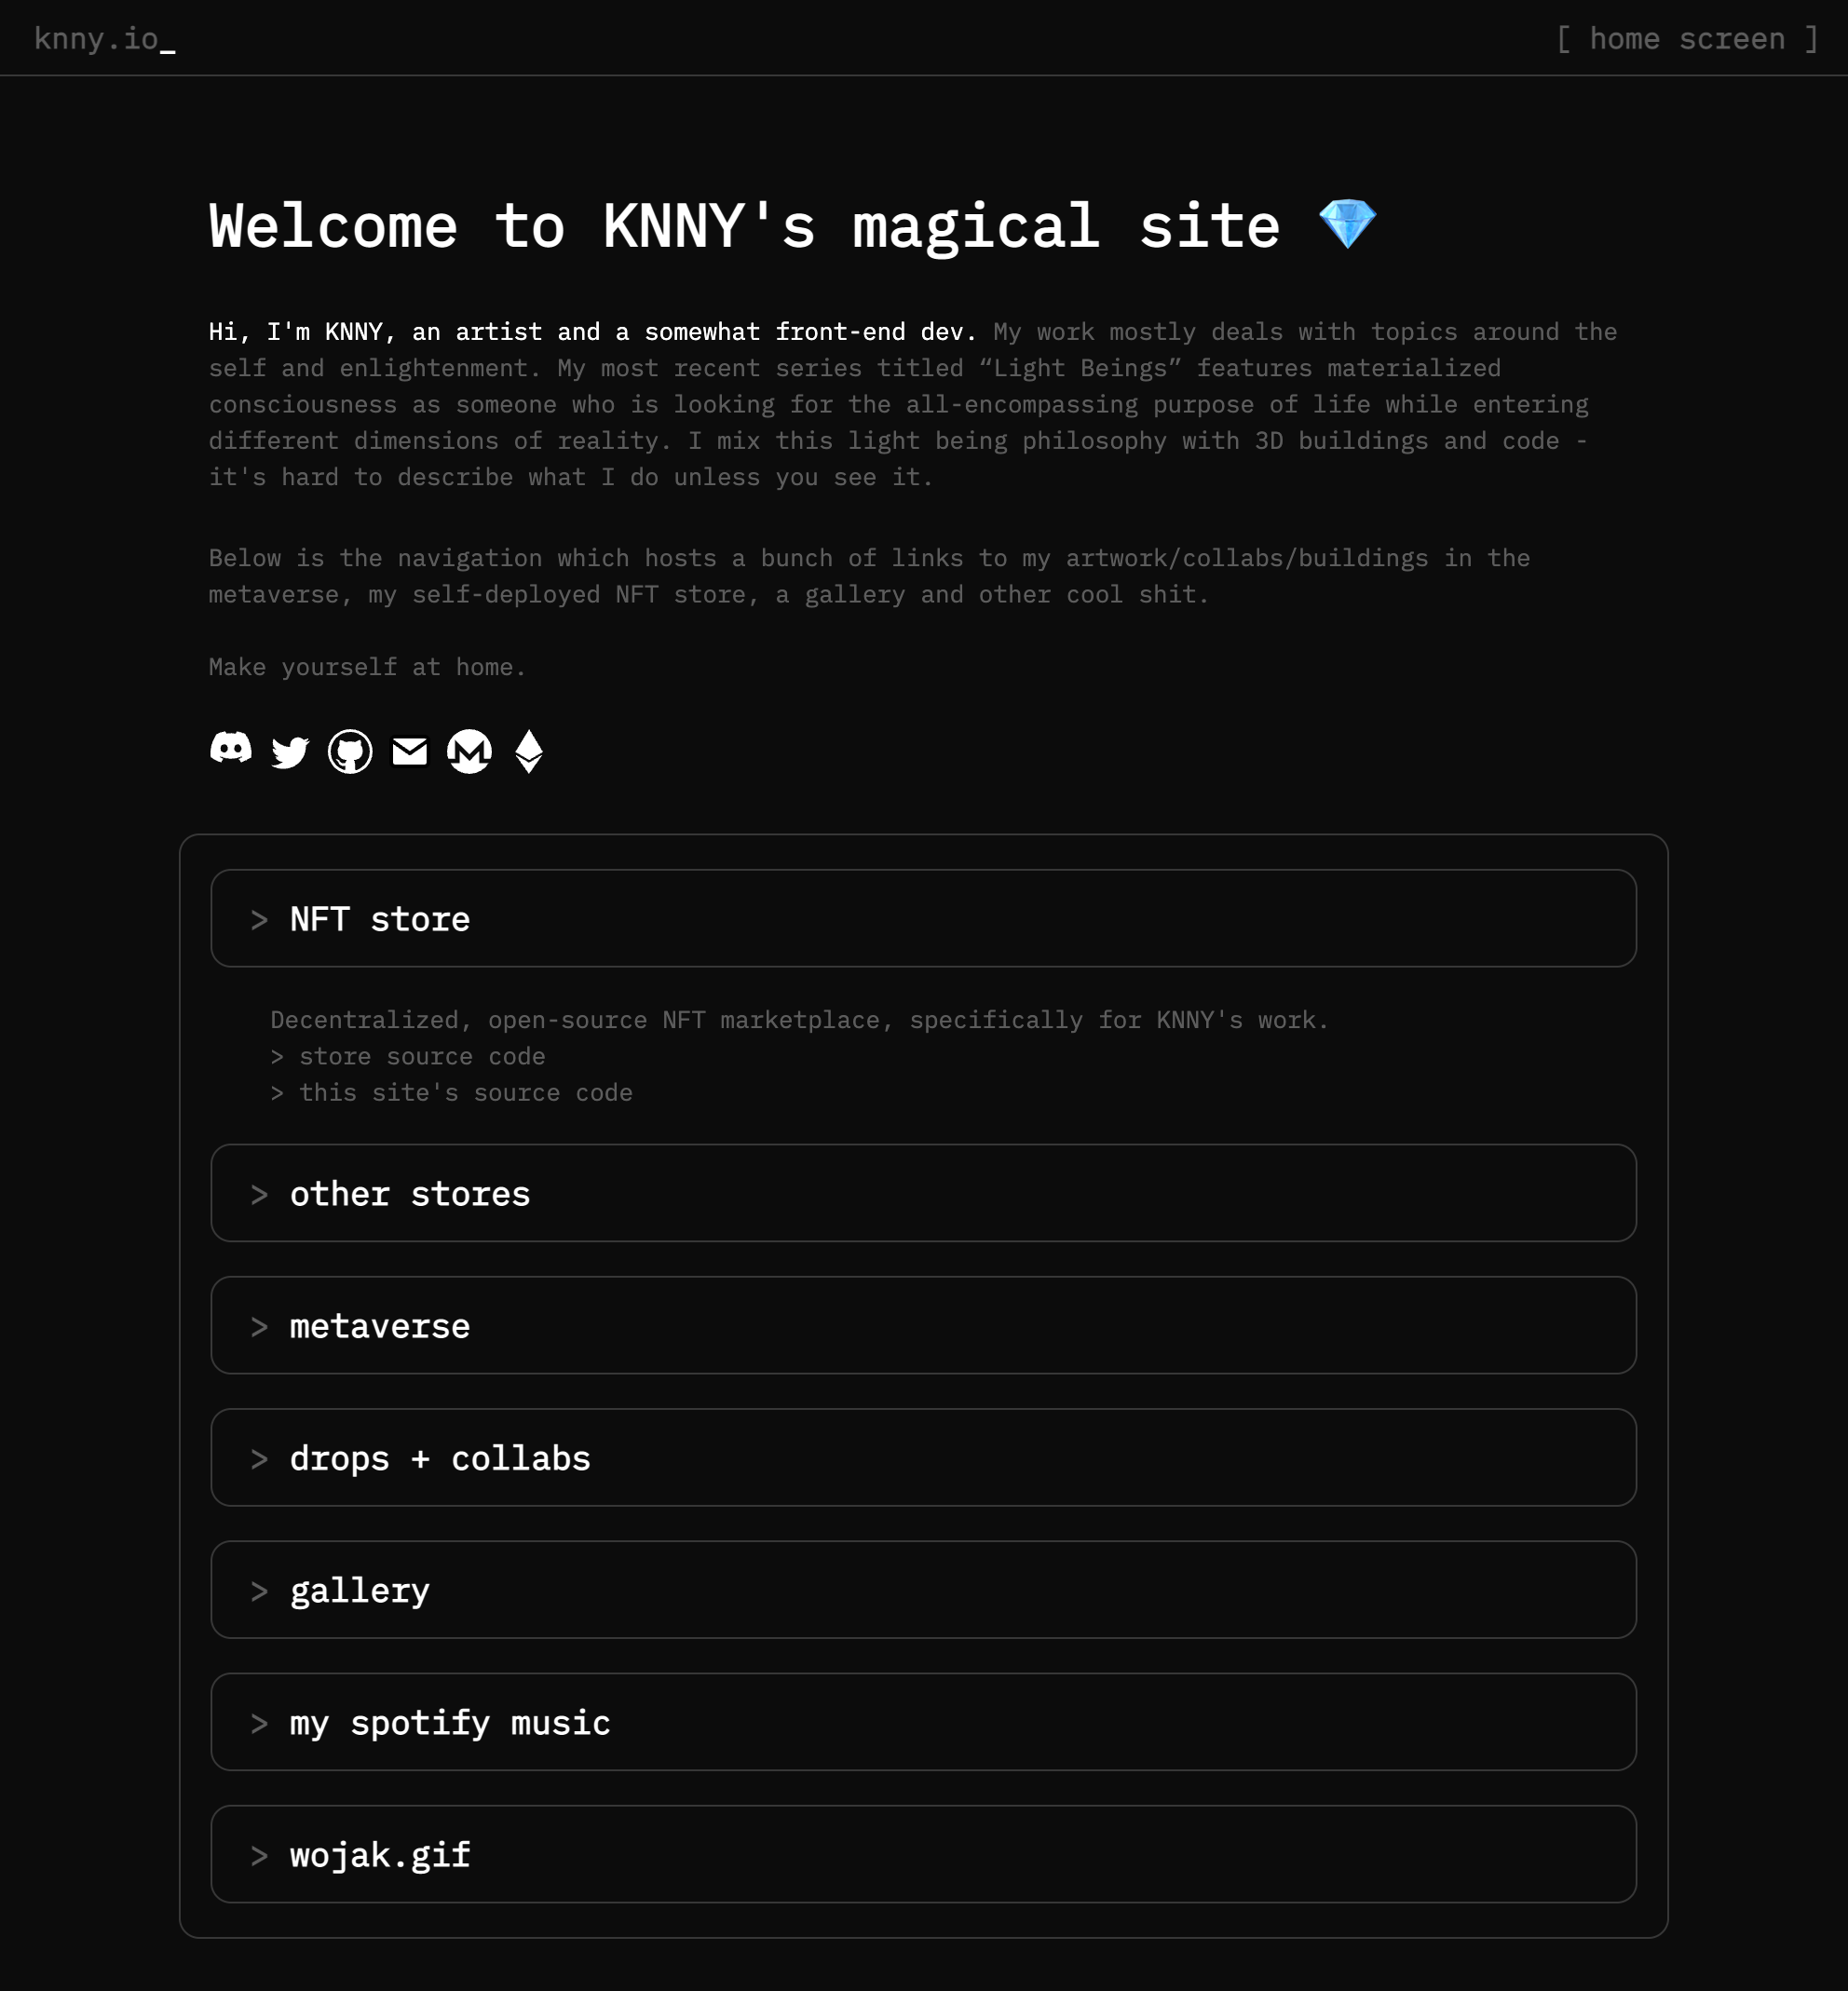 knny.io_
[ home screen ]
Welcome to KNNY's magical site 💎
Hi, I'm KNNY, an artist and a somewhat front-end dev. My work mostly deals with topics around the
self and enlightenment. My most recent series titled “Light Beings” features materialized
consciousness as someone who is looking for the all-encompassing purpose of life while entering
different dimensions of reality. I mix this light being philosophy with 3D buildings and code -
it's hard to describe what I do unless you see it.
Below is the navigation which hosts a bunch of links to my artwork/collabs/buildings in the
metaverse, my self-deployed NFT store, a gallery and other cool shit.
Make yourself at home.
> NFT store
Decentralized, open-source NFT marketplace, specifically for KNNY's work.
> store source code
> this site's source code
> other stores
> metaverse
> drops + collabs
> gallery
> my spotify music
> wojak.gif